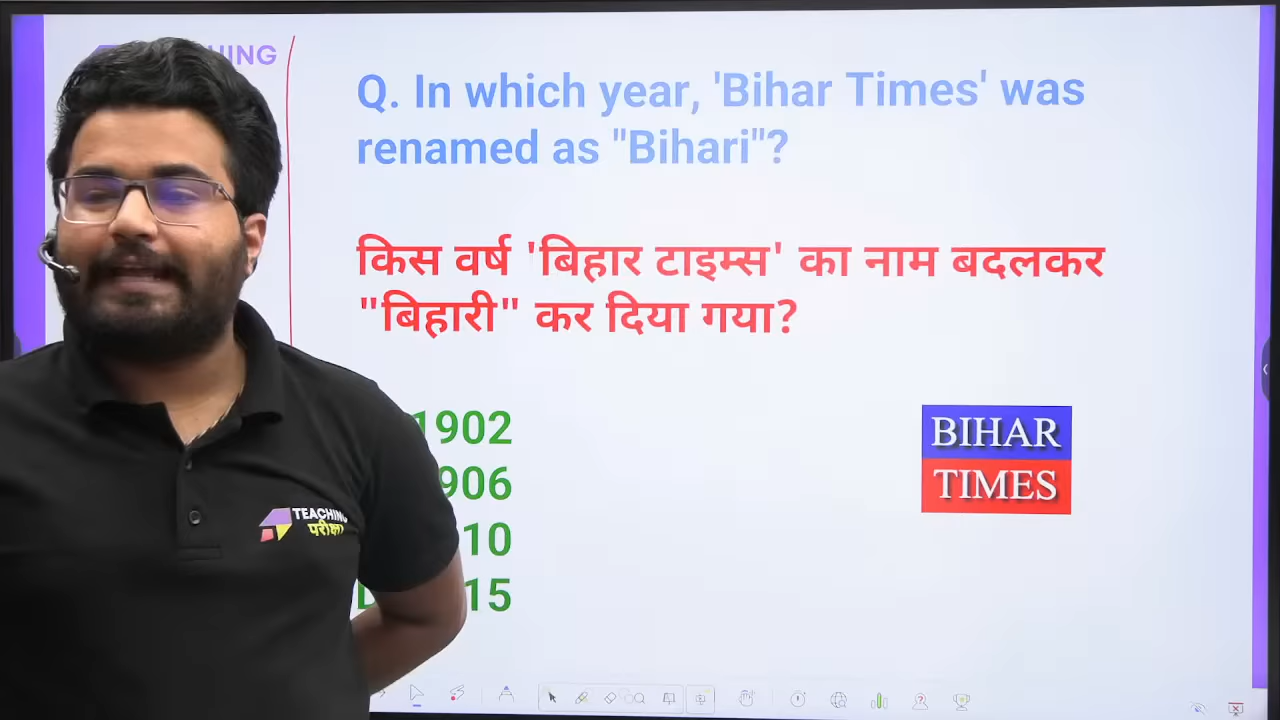 Q. In which year, 'Bihar Times' was
renamed as "Bihari"?
किस वर्ष 'बिहार टाइम्स' का नाम बदलकर
"बिहारी" कर दिया गया?
1902
906
10
15
BIHAR
TIMES
TEACHING
परीक्षा